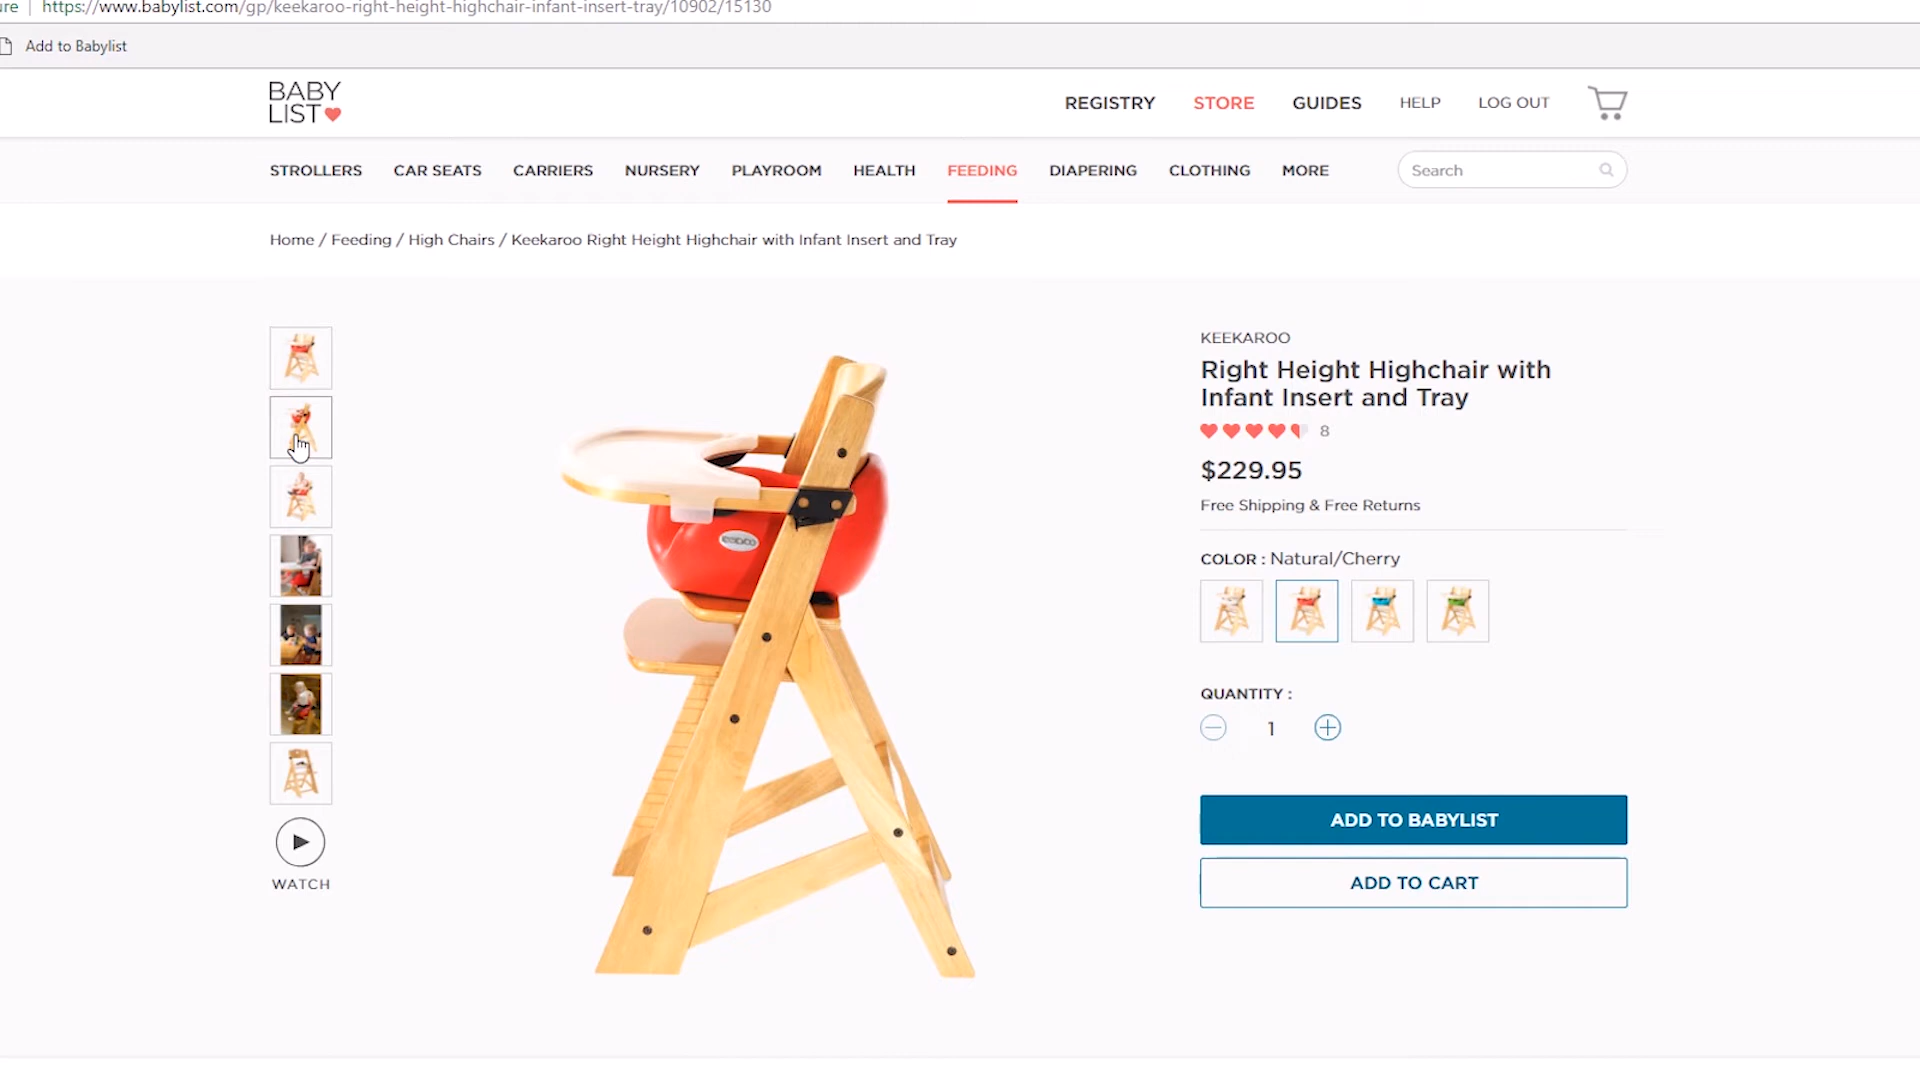 ure https://www.babylist.com/gp/keekaroo-right-height-highchair-infant-insert-tray/10902/15130
Add to Babylist
BABY
LIST
REGISTRY STORE GUIDES HELP LOG OUT
STROLLERS CAR SEATS CARRIERS NURSERY PLAYROOM HEALTH FEEDING DIAPERING CLOTHING MORE Search
Home / Feeding / High Chairs / Keekaroo Right Height Highchair with Infant Insert and Tray
KEEKAROO
Right Height Highchair with
Infant Insert and Tray
8
$229.95
Free Shipping & Free Returns
COLOR : Natural/Cherry
QUANTITY :
1
ADD TO BABYLIST
ADD TO CART
WATCH